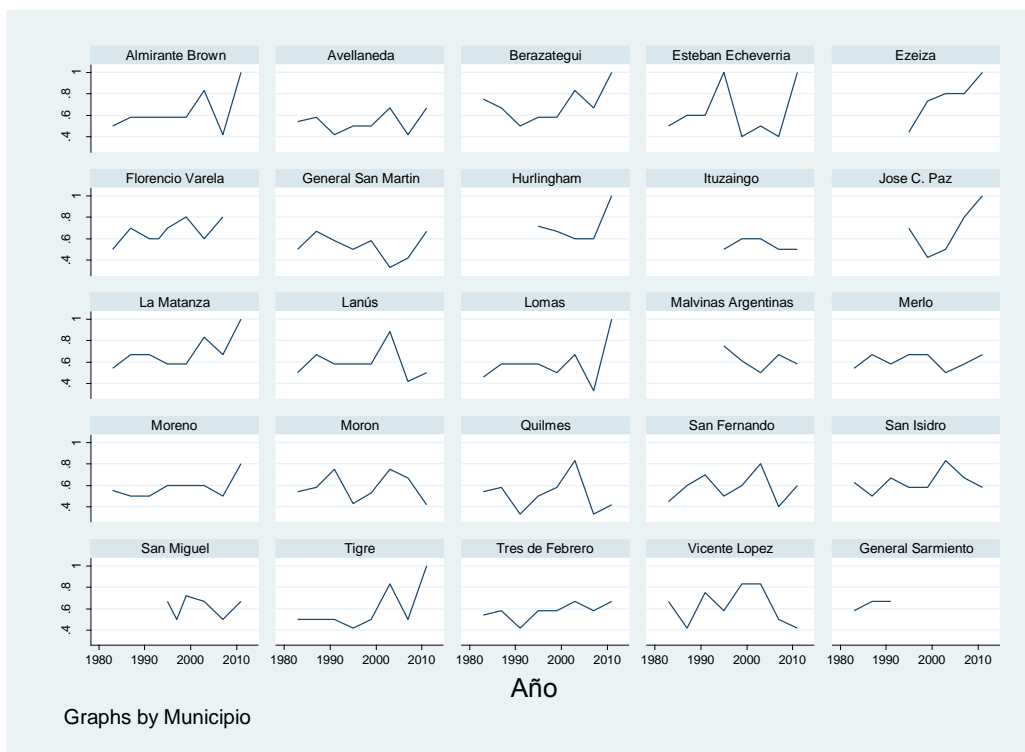 Almirante Brown Avellaneda Berazategui Esteban Echeverria Ezeiza
1
.8
.6
.4
Florencio Varela General San Martin Hurlingham Ituzaingo Jose C. Paz
1
.8
.6
.4
La Matanza Lanús Lomas Malvinas Argentinas Merlo
1
.8
.6
.4
Moreno Moron Quilmes San Fernando San Isidro
1
.8
.6
.4
San Miguel Tigre Tres de Febrero Vicente Lopez General Sarmiento
1
.8
.6
.4
1980 1990 2000 2010 1980 1990 2000 2010 1980 1990 2000 2010 1980 1990 2000 2010 1980 1990 2000 2010
Año
Graphs by Municipio